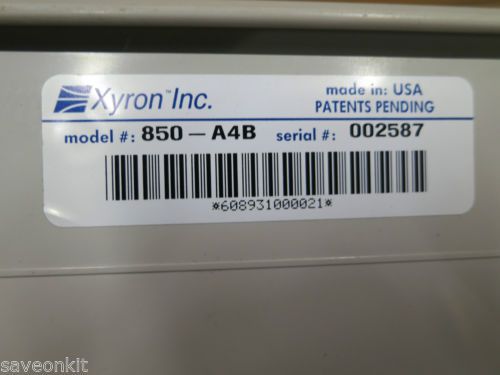 Xyron™ Inc.
made in: USA
PATENTS PENDING
model #: 850-A4B serial #: 002587
*608931000021*
saveonkit